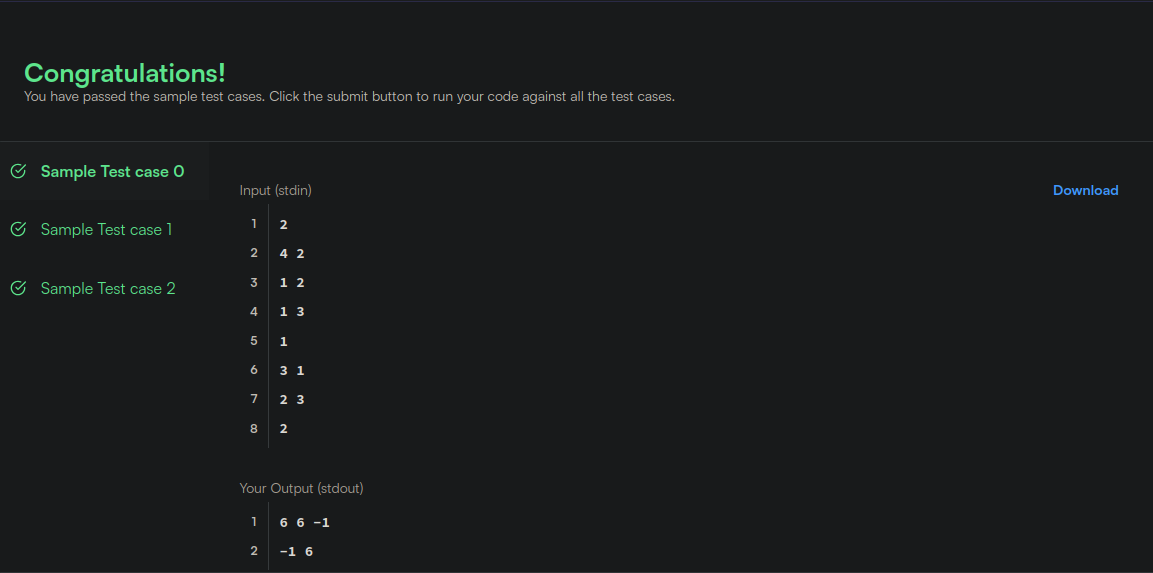 Congratulations!
You have passed the sample test cases. Click the submit button to run your code against all the test cases.
Sample Test case 0
Sample Test case 1
Sample Test case 2
Input (stdin)
Download
1 2
2 4 2
3 1 2
4 1 3
5 1
6 3 1
7 2 3
8 2
Your Output (stdout)
1 6 6 -1
2 -1 6